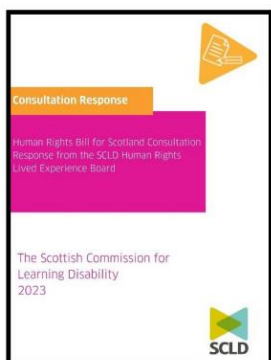 Consultation Response
Human Rights Bill for Scotland Consultation
Response from the SCLD Human Rights
Lived Experience Board
The Scottish Commission for
Learning Disability
2023
SCLD